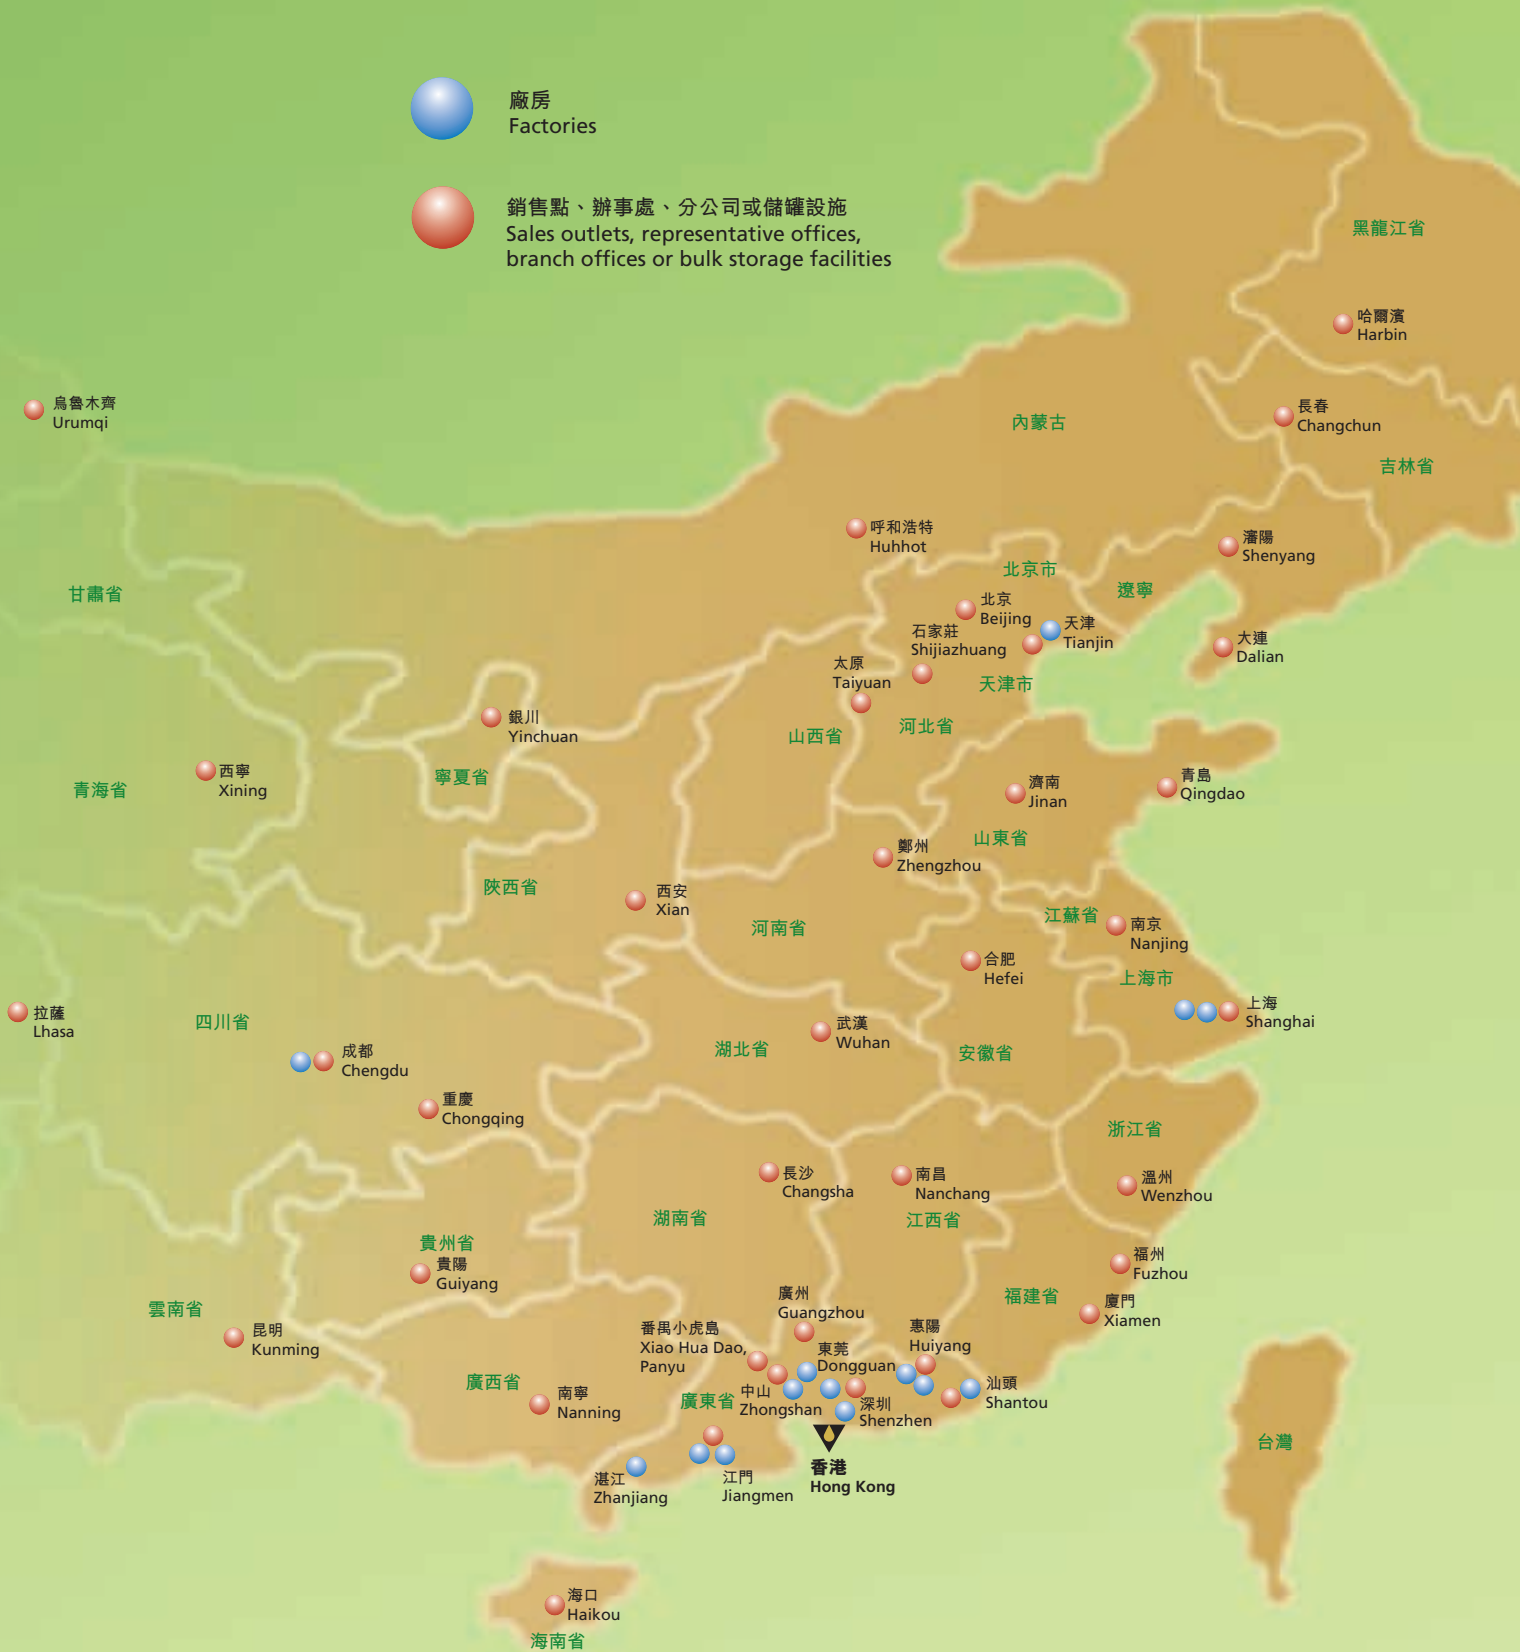 廠房
Factories
銷售點、辦事處、分公司或儲罐設施
Sales outlets, representative offices,
branch offices or bulk storage facilities
黑龍江省
哈爾濱
Harbin
烏魯木齊
Urumqi
長春
Changchun
內蒙古
吉林省
呼和浩特
Huhhot
瀋陽
Shenyang
北京市
遼寧
甘肅省
北京
Beijing
天津
Tianjin
石家莊
Shijiazhuang
大連
Dalian
太原
Taiyuan
天津市
銀川
Yinchuan
山西省
河北省
西寧
Xining
寧夏省
青海省
濟南
Jinan
青島
Qingdao
山東省
鄭州
Zhengzhou
陝西省
西安
Xian
河南省
江蘇省
南京
Nanjing
合肥
Hefei
上海市
拉薩
Lhasa
四川省
上海
Shanghai
武漢
Wuhan
湖北省
安徽省
成都
Chengdu
重慶
Chongqing
浙江省
長沙
Changsha
南昌
Nanchang
溫州
Wenzhou
湖南省
江西省
貴州省
貴陽
Guiyang
福州
Fuzhou
雲南省
昆明
Kunming
福建省
廈門
Xiamen
廣州
Guangzhou
番禺小虎島
Xiao Hua Dao,
Panyu
惠陽
Huiyang
東莞
Dongguan
廣西省
南寧
Nanning
廣東省
中山
Zhongshan
深圳
Shenzhen
汕頭
Shantou
台灣
香港
Hong Kong
湛江
Zhanjiang
江門
Jiangmen
海口
Haikou
海南省